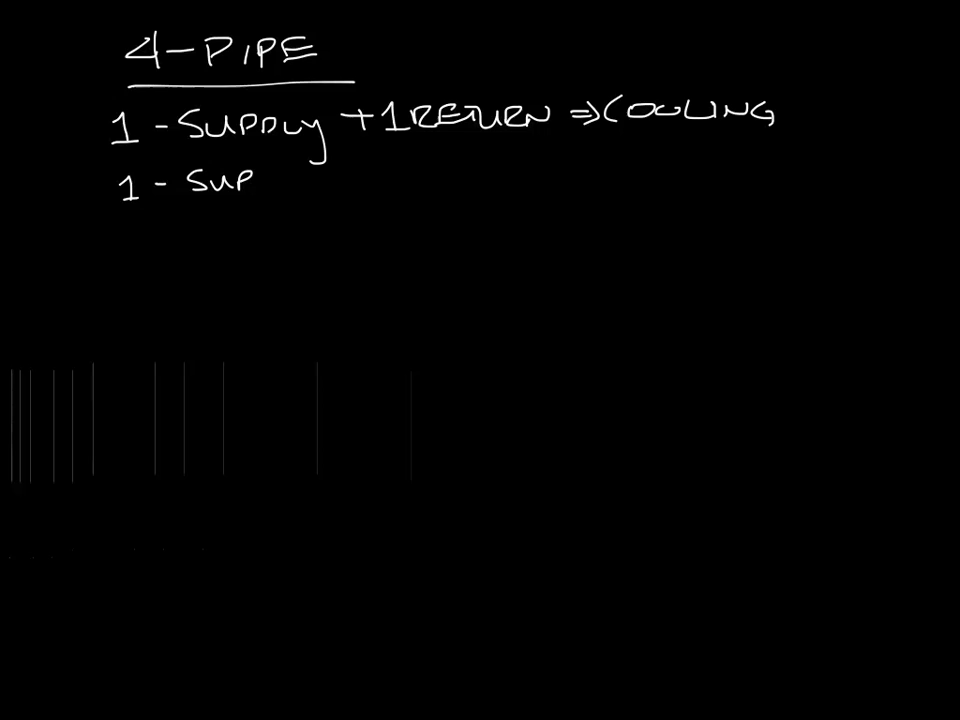 4-PIPE
1 - SUPPLY + 1 RETURN ⇒ COOLING
1 - SUP